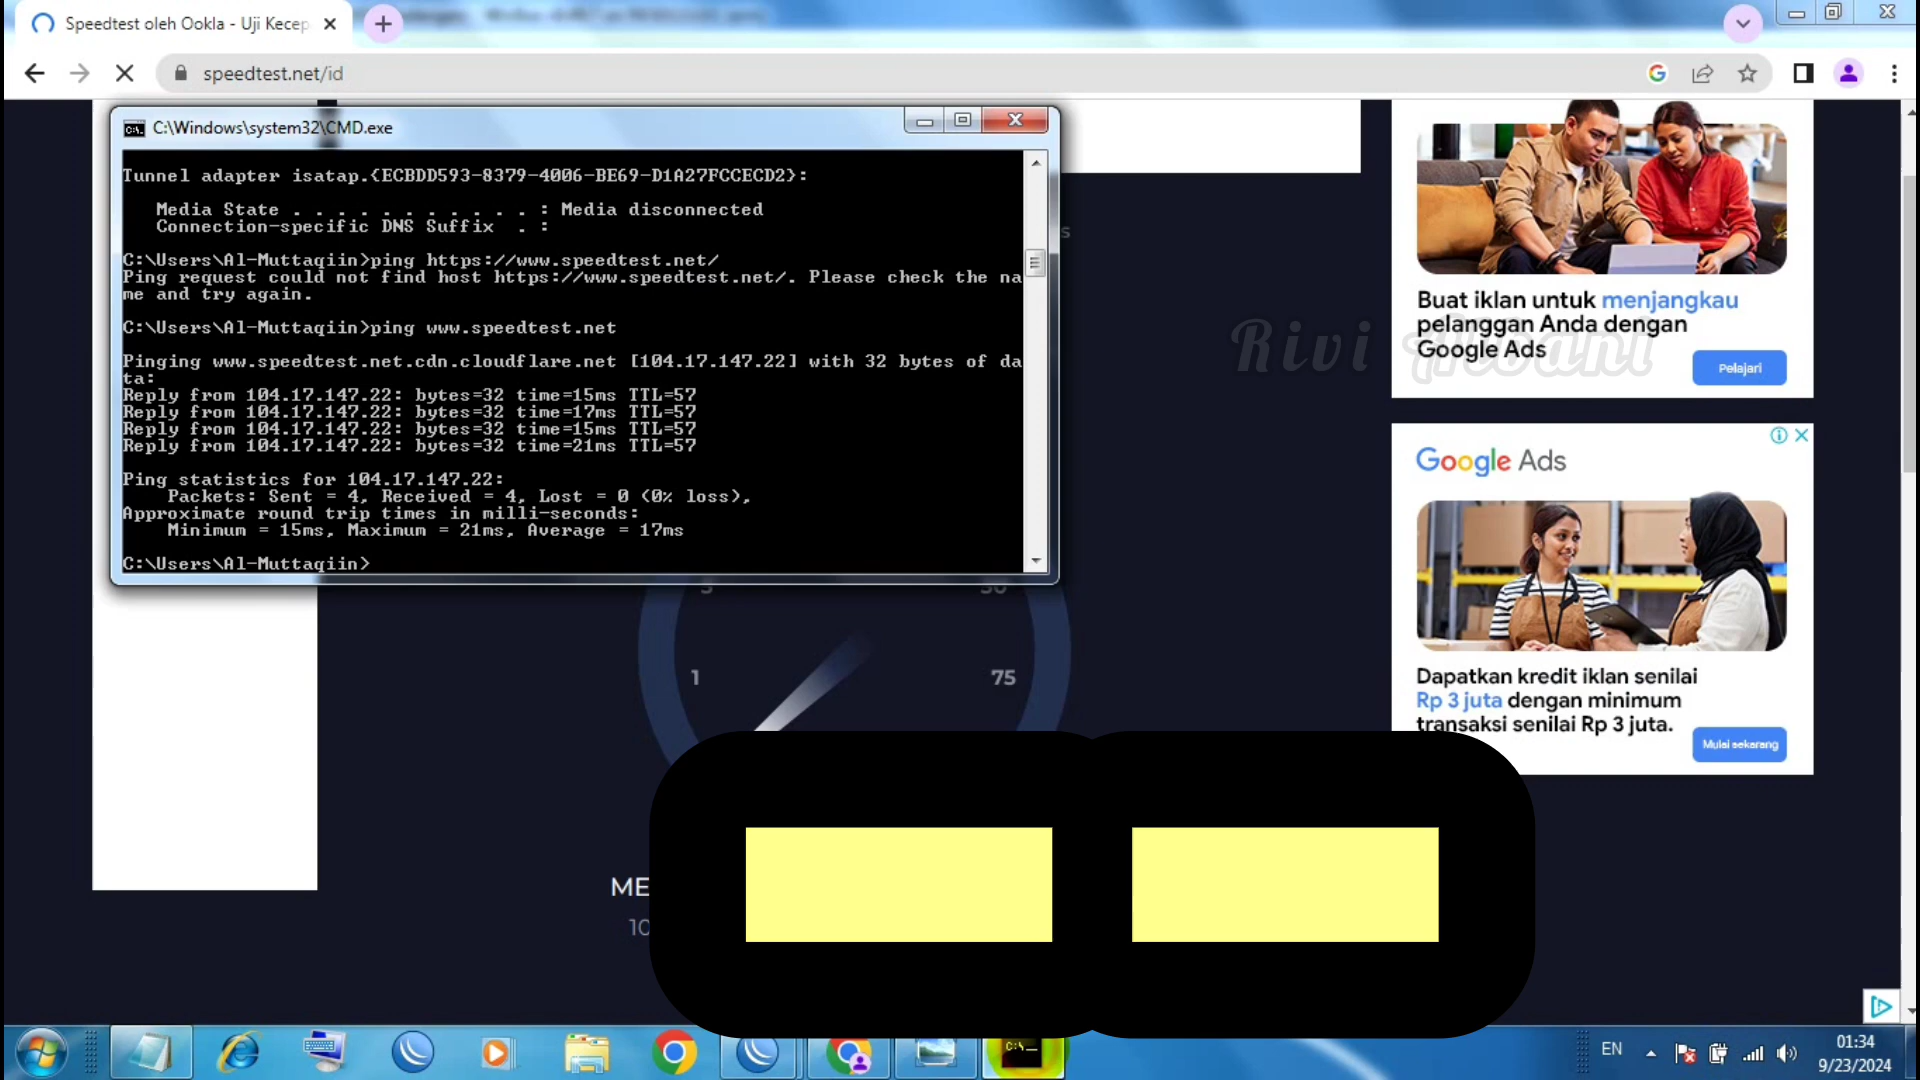 Speedtest oleh Ookla - Uji Kecep
speedtest.net/id
C:\Windows\system32\CMD.exe
Tunnel adapter isatap.{ECBDD593-8379-4006-BE69-D1A27FCCECD2}:
Media State . . . . . . . . . . . : Media disconnected
Connection-specific DNS Suffix  . :
C:\Users\Al-Muttaqiin>ping https://www.speedtest.net/
Ping request could not find host https://www.speedtest.net/. Please check the na
me and try again.
C:\Users\Al-Muttaqiin>ping www.speedtest.net
Pinging www.speedtest.net.cdn.cloudflare.net [104.17.147.22] with 32 bytes of da
ta:
Reply from 104.17.147.22: bytes=32 time=15ms TTL=57
Reply from 104.17.147.22: bytes=32 time=17ms TTL=57
Reply from 104.17.147.22: bytes=32 time=15ms TTL=57
Reply from 104.17.147.22: bytes=32 time=21ms TTL=57
Ping statistics for 104.17.147.22:
Packets: Sent = 4, Received = 4, Lost = 0 (0% loss),
Approximate round trip times in milli-seconds:
Minimum = 15ms, Maximum = 21ms, Average = 17ms
C:\Users\Al-Muttaqiin>
Buat iklan untuk menjangkau
pelanggan Anda dengan
Google Ads
Pelajari
Rivi Albani
Google Ads
Dapatkan kredit iklan senilai
Rp 3 juta dengan minimum
transaksi senilai Rp 3 juta.
Mulai sekarang
1
75
ME
10
EN
01:34
9/23/2024